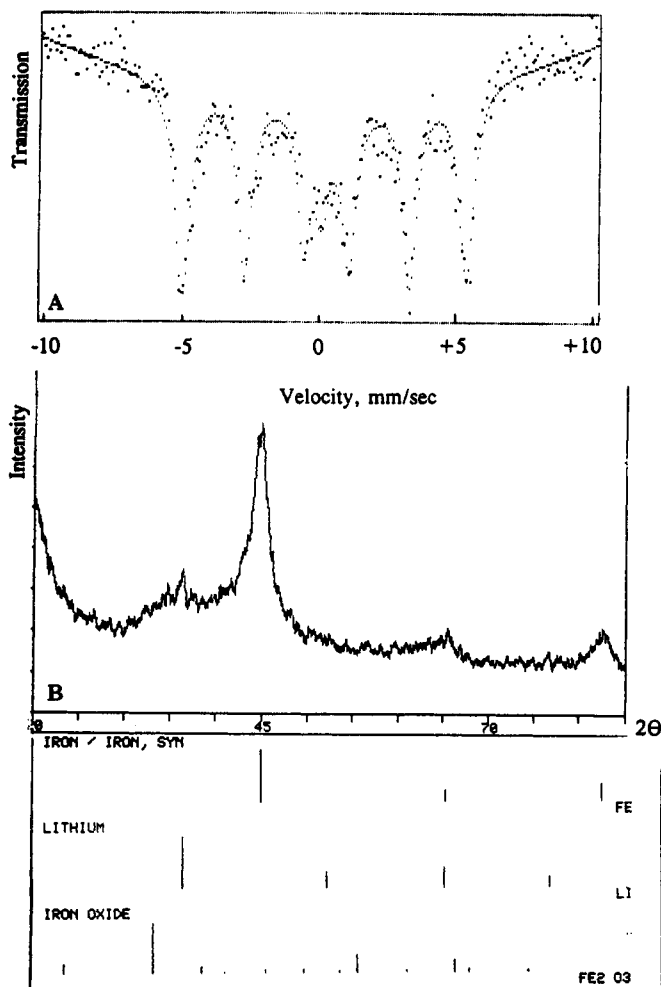 Transmission
A
-10 -5 0 +5 +10
Velocity, mm/sec
Intensity
B
20 45 70 2θ
IRON / IRON, SYN
FE
LITHIUM
LI
IRON OXIDE
FE2 O3